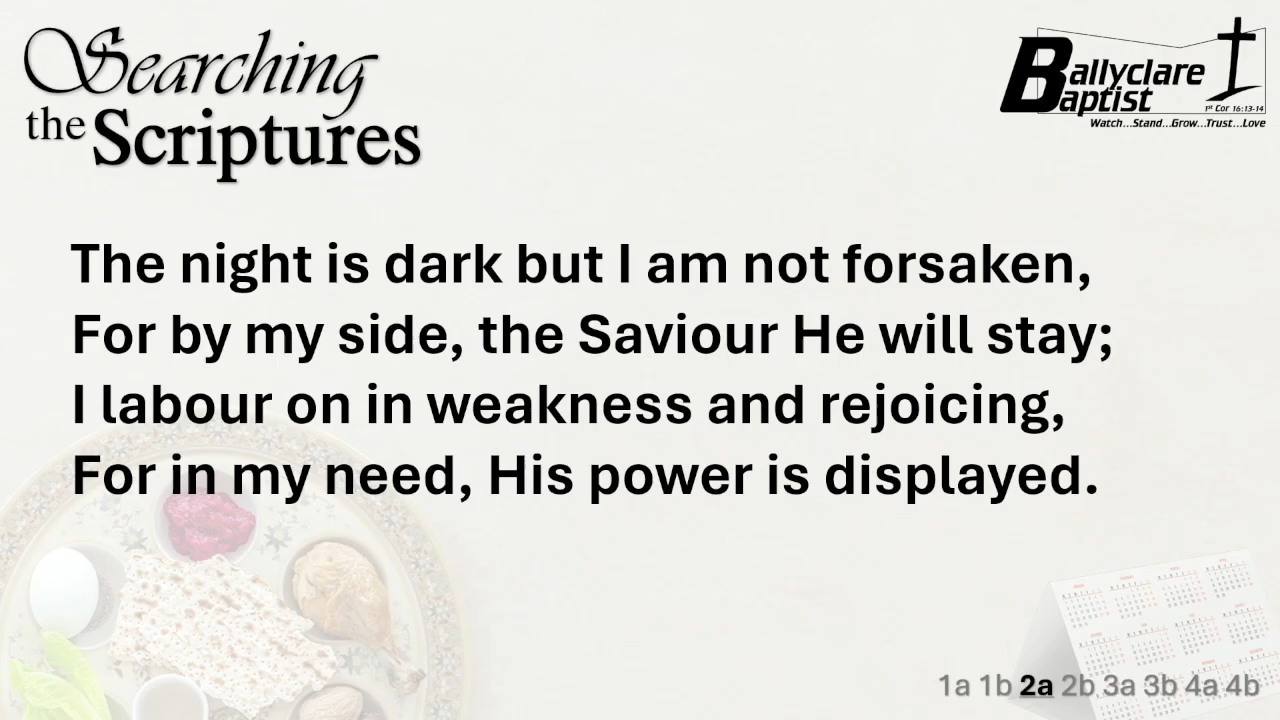 Searching
the Scriptures
Ballyclare
Baptist
1st Cor 16:13-14
Watch...Stand...Grow...Trust...Love
The night is dark but I am not forsaken,
For by my side, the Saviour He will stay;
I labour on in weakness and rejoicing,
For in my need, His power is displayed.
1a 1b 2a 2b 3a 3b 4a 4b